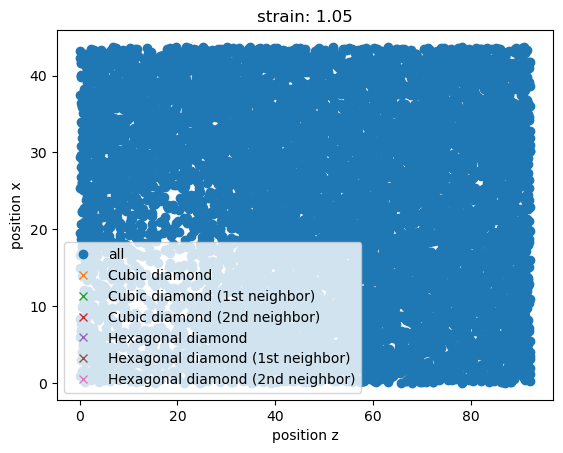 strain: 1.05
position x
40
30
20
10
0
all
Cubic diamond
Cubic diamond (1st neighbor)
Cubic diamond (2nd neighbor)
Hexagonal diamond
Hexagonal diamond (1st neighbor)
Hexagonal diamond (2nd neighbor)
0
20
40
60
80
position z